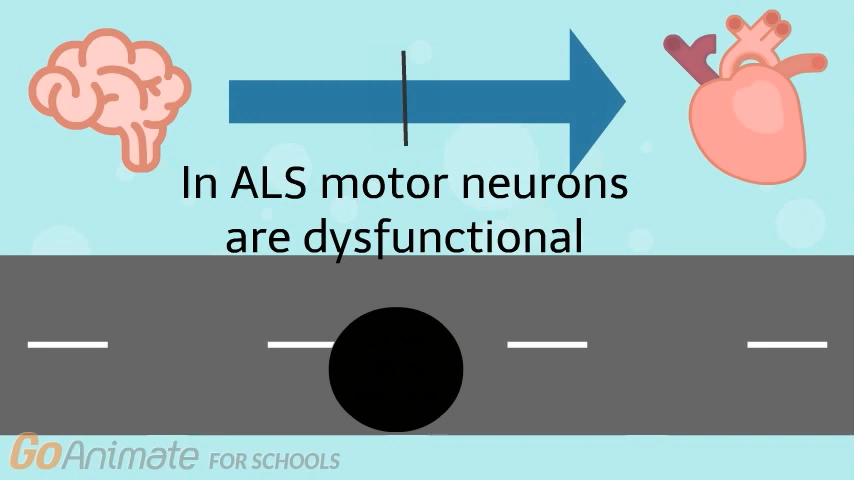 In ALS motor neurons
are dysfunctional
GoAnimate FOR SCHOOLS